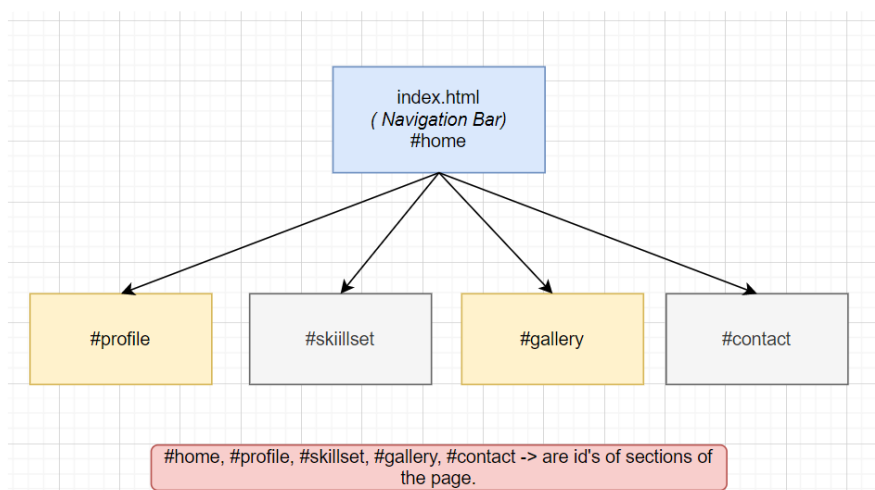 index.html
( Navigation Bar)
#home
#profile
#skiillset
#gallery
#contact
#home, #profile, #skillset, #gallery, #contact -> are id's of sections of
the page.